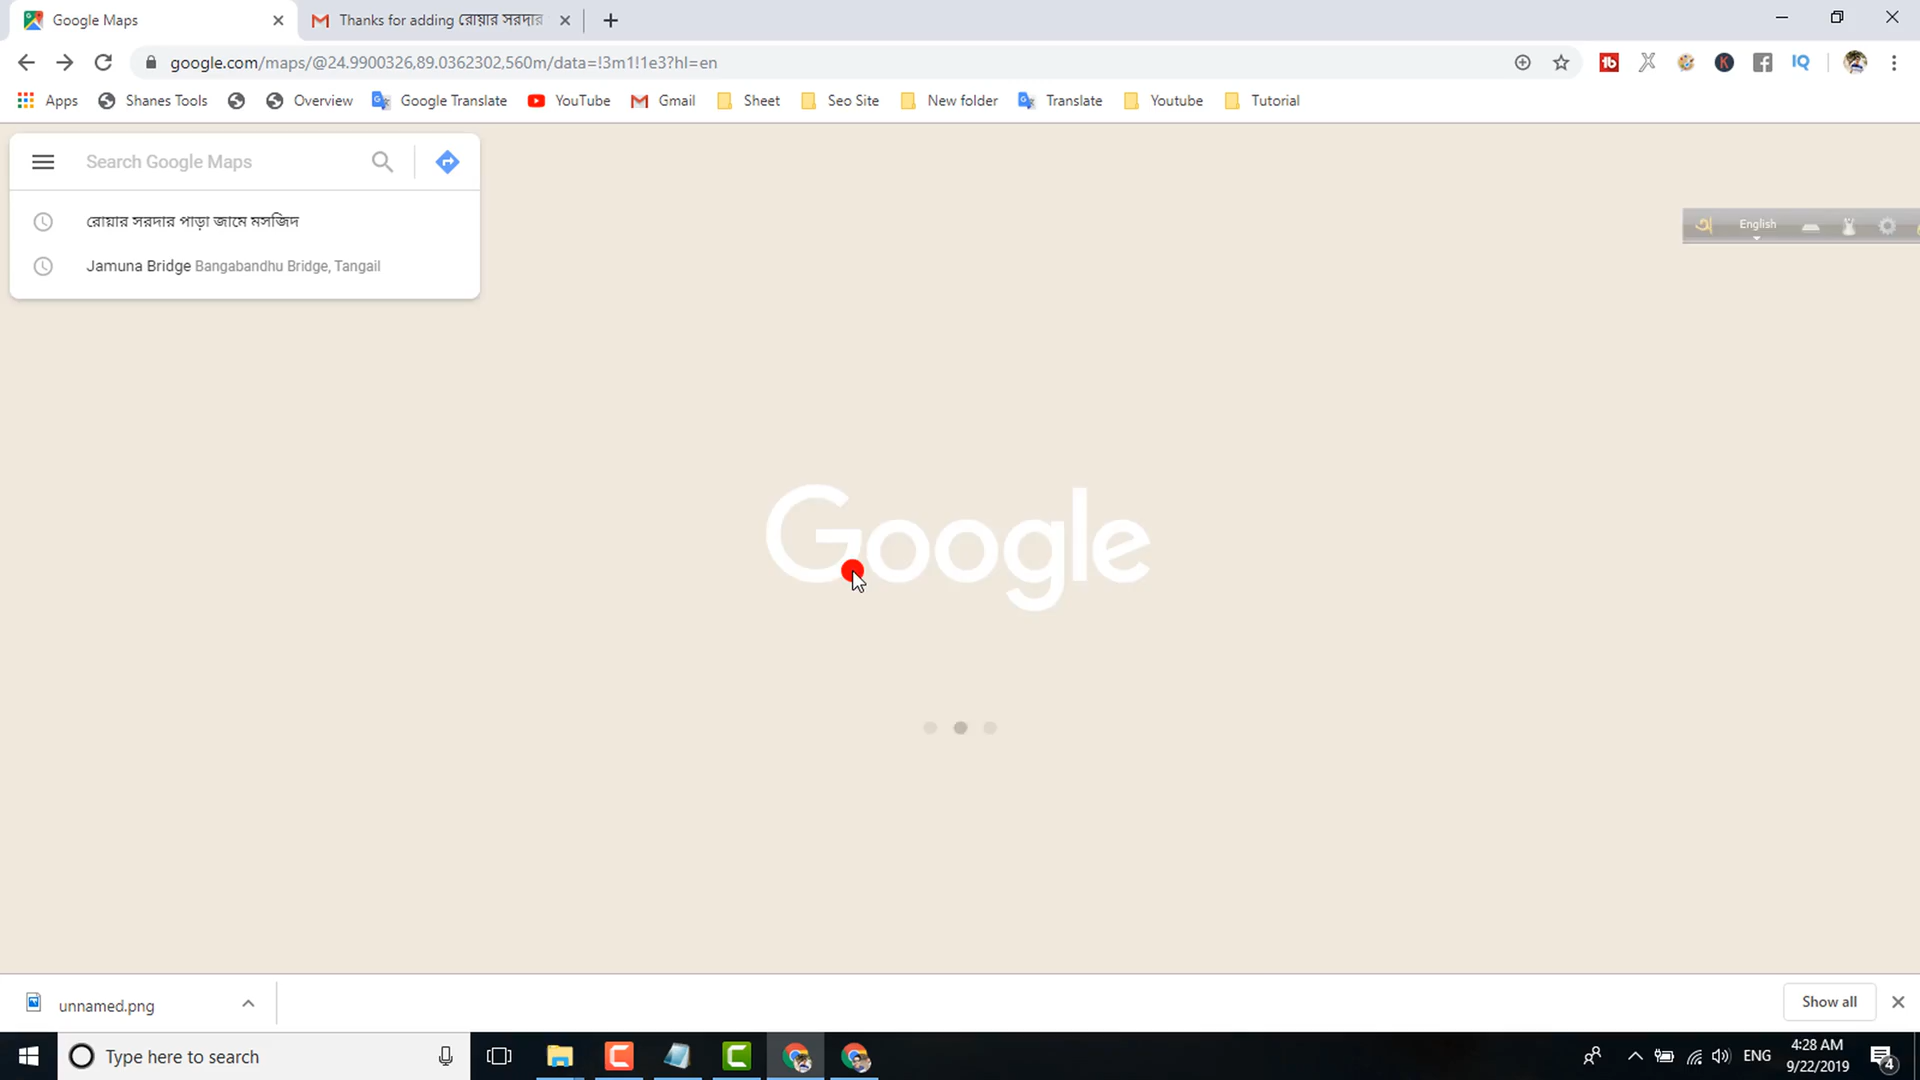 Google Maps
Thanks for adding রোয়ার সরদার
google.com/maps/@24.9900326,89.0362302,560m/data=!3m1!1e3?hl=en
Apps Shanes Tools Overview Google Translate YouTube Gmail Sheet Seo Site New folder Translate Youtube Tutorial
Search Google Maps
রোয়ার সরদার পাড়া জামে মসজিদ
Jamuna Bridge Bangabandhu Bridge, Tangail
অ English
Google
unnamed.png
Show all
Type here to search
ENG
4:28 AM
9/22/2019
4